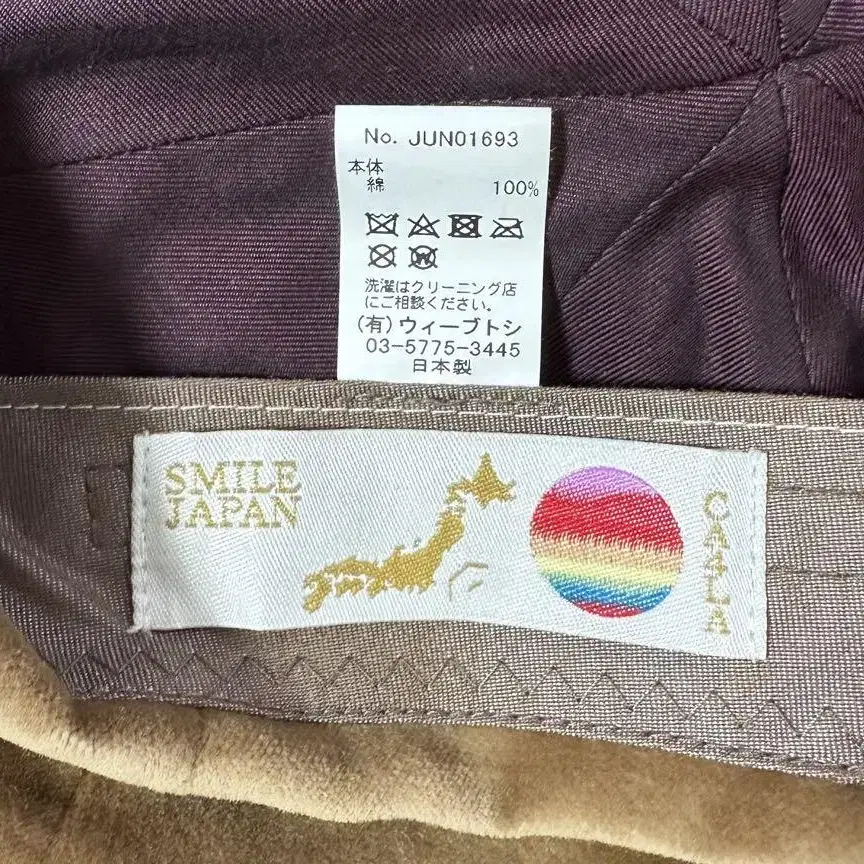 No. JUN01693
本体
綿 100%
洗濯はクリーニング店
にご相談ください。
(有)ウィーブトシ
03-5775-3445
日本製
SMILE
JAPAN
CA4LA